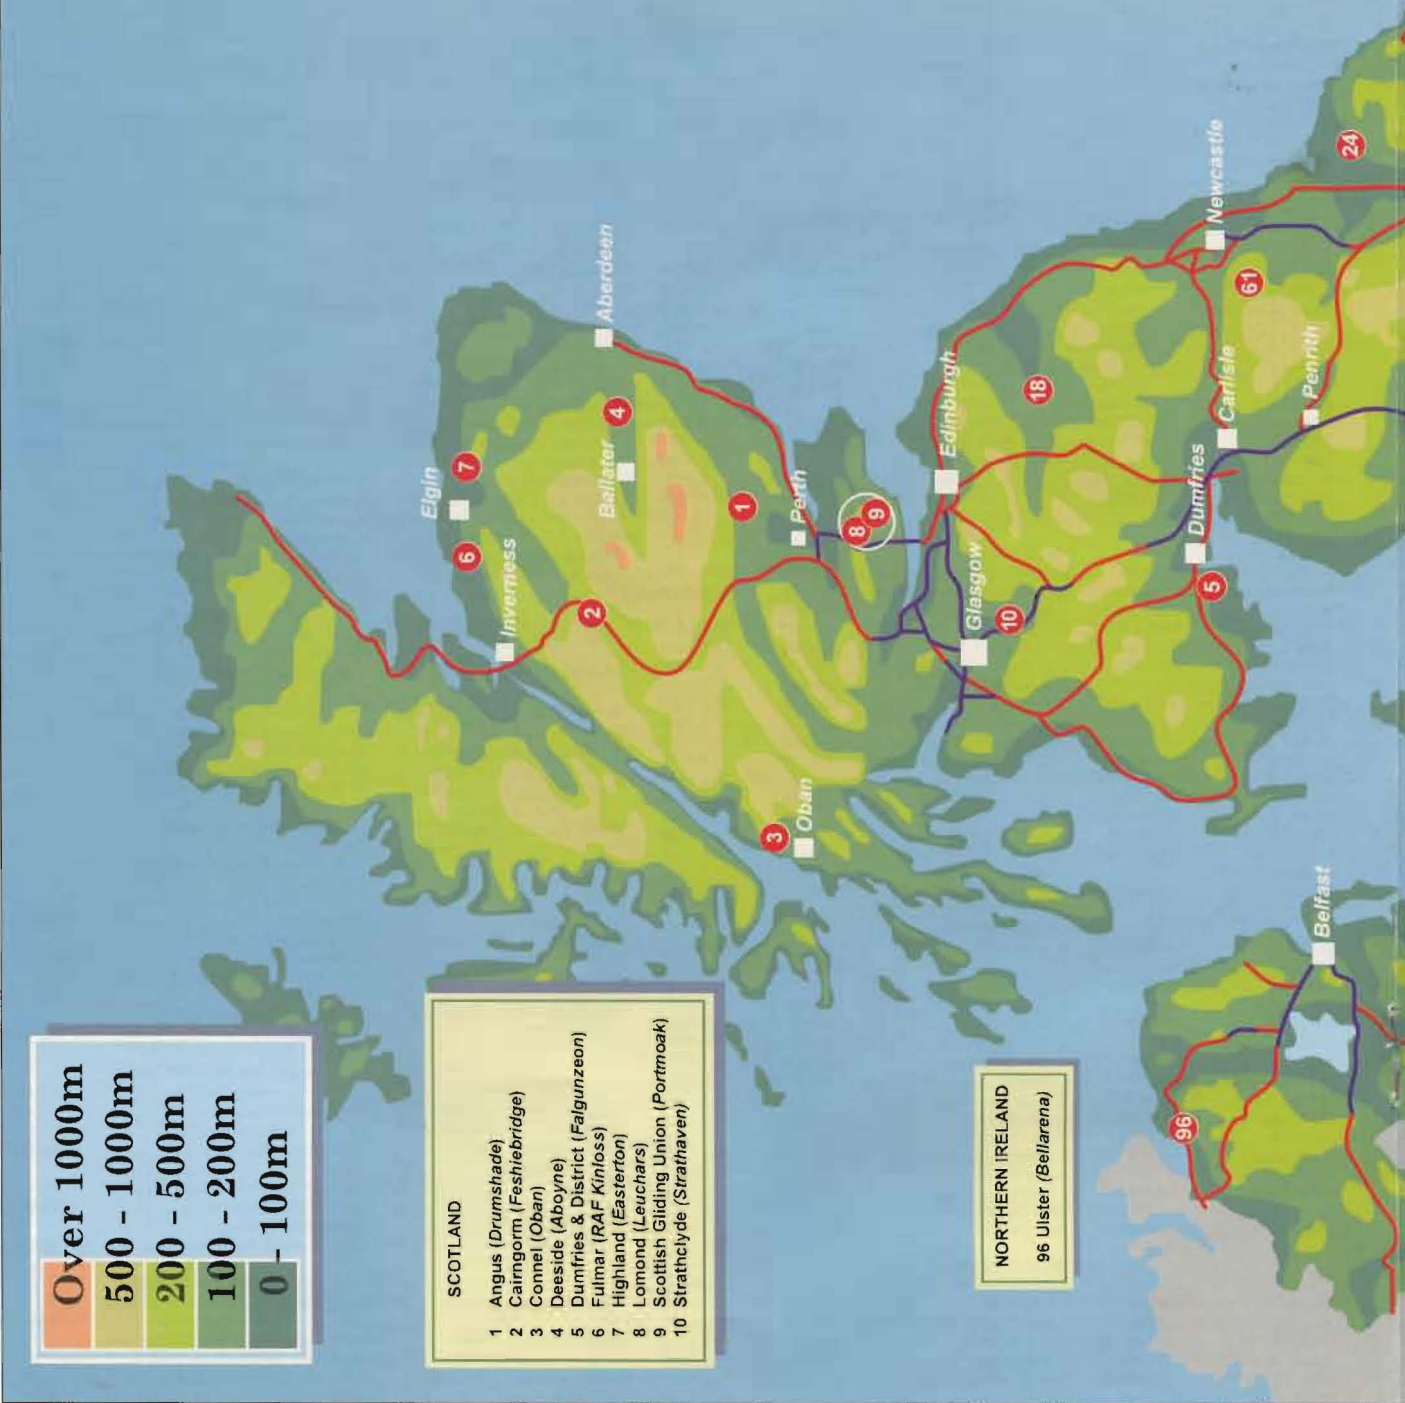 Over 1000m
500 - 1000m
200 - 500m
100 - 200m
0 - 100m
SCOTLAND
1 Angus (Drumshade)
2 Cairngorm (Feshiebridge)
3 Connel (Oban)
4 Deeside (Aboyne)
5 Dumfries & District (Falgunzeon)
6 Fulmar (RAF Kinloss)
7 Highland (Easterton)
8 Lomond (Leuchars)
9 Scottish Gliding Union (Portmoak)
10 Strathclyde (Strathaven)
NORTHERN IRELAND
96 Ulster (Bellarena)
Elgin
7
6
Inverness
Aberdeen
4
Ballater
2
1
Perth
3
Oban
8
9
Edinburgh
Glasgow
10
18
Newcastle
Dumfries
5
Carlisle
61
Penrith
24
Belfast
96